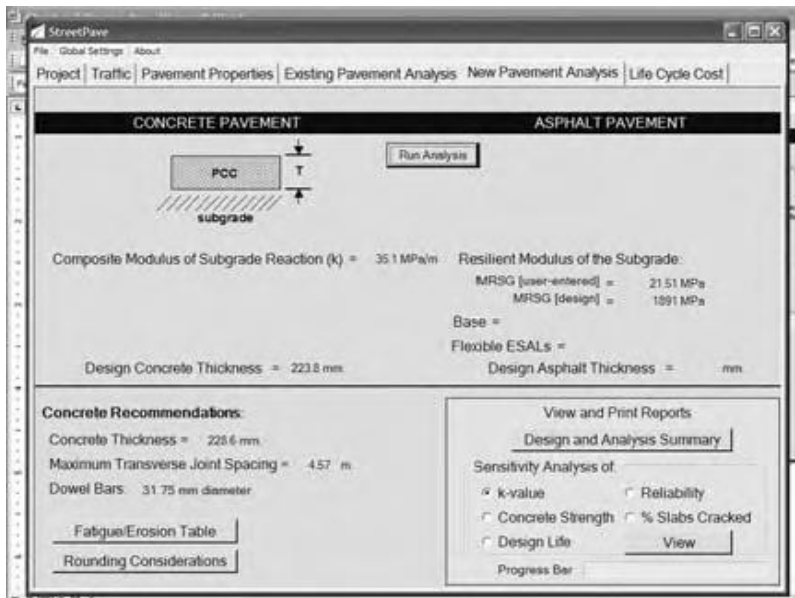 StreetPave
File Global Settings About
Project Traffic Pavement Properties Existing Pavement Analysis New Pavement Analysis Life Cycle Cost
CONCRETE PAVEMENT ASPHALT PAVEMENT
Run Analysis
PCC T
subgrade
Composite Modulus of Subgrade Reaction (k) = 35.1 MPa/m
Resilient Modulus of the Subgrade:
MRSG [user-entered] = 21.51 MPa
MRSG [design] = 1891 MPa
Base =
Flexible ESALs =
Design Concrete Thickness = 223.8 mm
Design Asphalt Thickness = mm
Concrete Recommendations:
Concrete Thickness = 228.6 mm
Maximum Transverse Joint Spacing = 4.57 m
Dowel Bars: 31.75 mm diameter
Fatigue/Erosion Table
Rounding Considerations
View and Print Reports
Design and Analysis Summary
Sensitivity Analysis of:
k-value Reliability
Concrete Strength % Slabs Cracked
Design Life View
Progress Bar